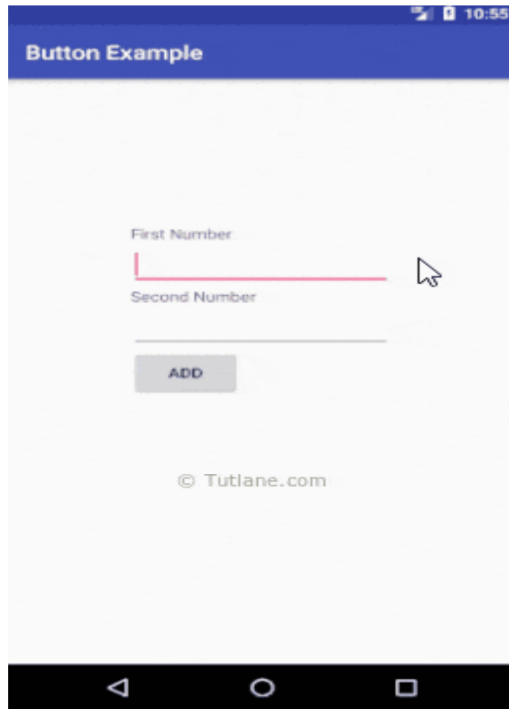 10:55
Button Example
First Number
Second Number
ADD
© Tutlane.com